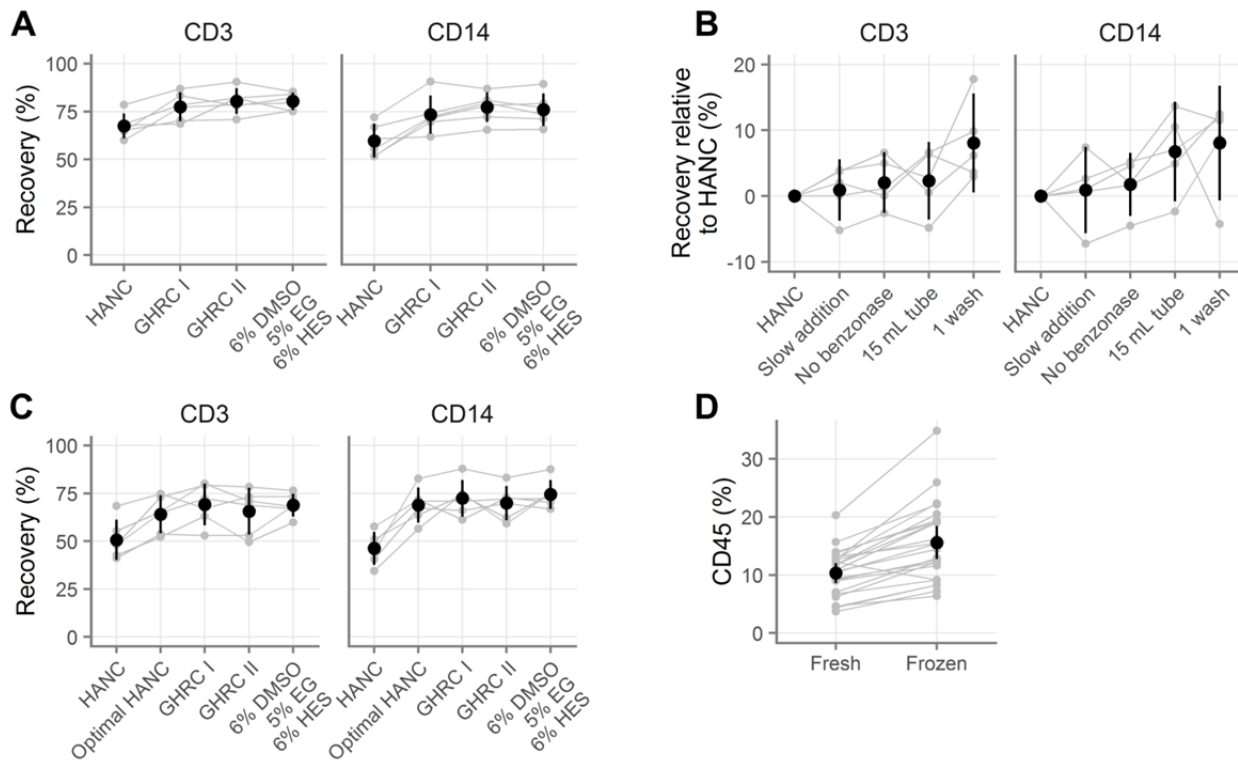 A
CD3
CD14
Recovery (%)
100
75
50
25
0
HANC
GHRC I
GHRC II
6% DMSO
5% EG
6% HES
HANC
GHRC I
GHRC II
6% DMSO
5% EG
6% HES
B
CD3
CD14
Recovery relative
to HANC (%)
20
10
0
-10
HANC
Slow addition
No benzonase
15 mL tube
1 wash
HANC
Slow addition
No benzonase
15 mL tube
1 wash
C
CD3
CD14
Recovery (%)
100
75
50
25
0
HANC
Optimal HANC
GHRC I
GHRC II
6% DMSO
5% EG
6% HES
HANC
Optimal HANC
GHRC I
GHRC II
6% DMSO
5% EG
6% HES
D
CD45 (%)
30
20
10
0
Fresh
Frozen